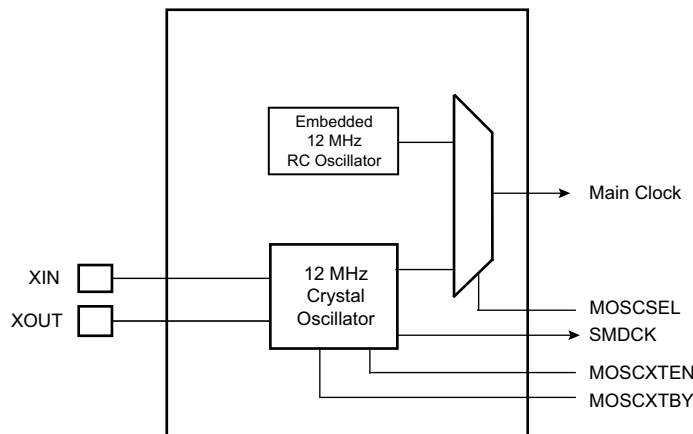 Embedded
12 MHz
RC Oscillator
Main Clock
XIN
12 MHz
Crystal
Oscillator
XOUT
MOSCSEL
SMDCK
MOSCXTEN
MOSCXTBY